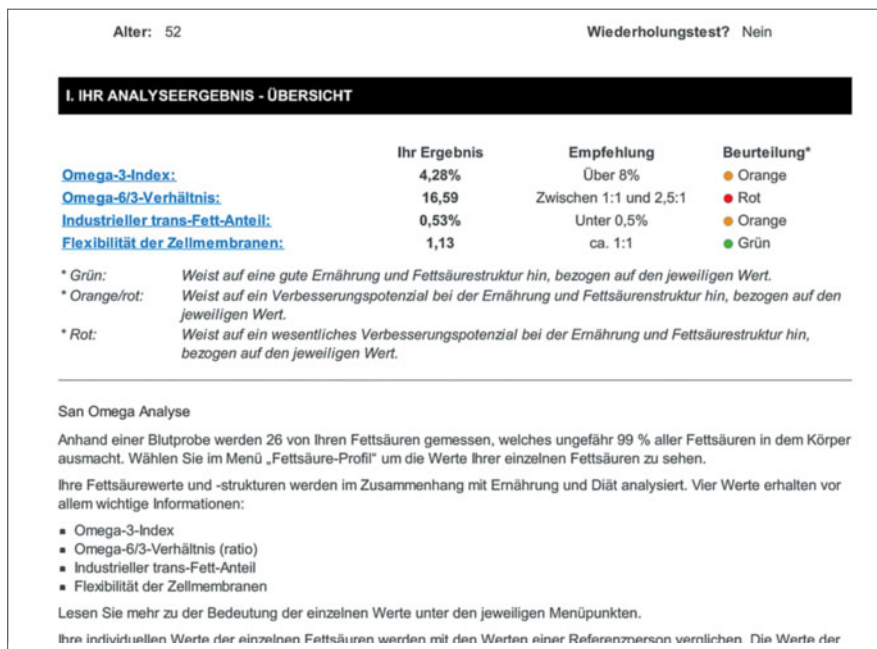 Alter: 52 Wiederholungstest? Nein
I. IHR ANALYSEERGEBNIS - ÜBERSICHT
Ihr Ergebnis Empfehlung Beurteilung*
Omega-3-Index: 4,28% Über 8% Orange
Omega-6/3-Verhältnis: 16,59 Zwischen 1:1 und 2,5:1 Rot
Industrieller trans-Fett-Anteil: 0,53% Unter 0,5% Orange
Flexibilität der Zellmembranen: 1,13 ca. 1:1 Grün
* Grün: Weist auf eine gute Ernährung und Fettsäurestruktur hin, bezogen auf den jeweiligen Wert.
* Orange/rot: Weist auf ein Verbesserungspotenzial bei der Ernährung und Fettsäurenstruktur hin, bezogen auf den
jeweiligen Wert.
* Rot: Weist auf ein wesentliches Verbesserungspotenzial bei der Ernährung und Fettsäurestruktur hin,
bezogen auf den jeweiligen Wert.
San Omega Analyse
Anhand einer Blutprobe werden 26 von Ihren Fettsäuren gemessen, welches ungefähr 99 % aller Fettsäuren in dem Körper
ausmacht. Wählen Sie im Menü „Fettsäure-Profil“ um die Werte Ihrer einzelnen Fettsäuren zu sehen.
Ihre Fettsäurewerte und -strukturen werden im Zusammenhang mit Ernährung und Diät analysiert. Vier Werte erhalten vor
allem wichtige Informationen:
▪ Omega-3-Index
▪ Omega-6/3-Verhältnis (ratio)
▪ Industrieller trans-Fett-Anteil
▪ Flexibilität der Zellmembranen
Lesen Sie mehr zu der Bedeutung der einzelnen Werte unter den jeweiligen Menüpunkten.
Ihre individuellen Werte der einzelnen Fettsäuren werden mit den Werten einer Referenzperson verglichen. Die Werte der